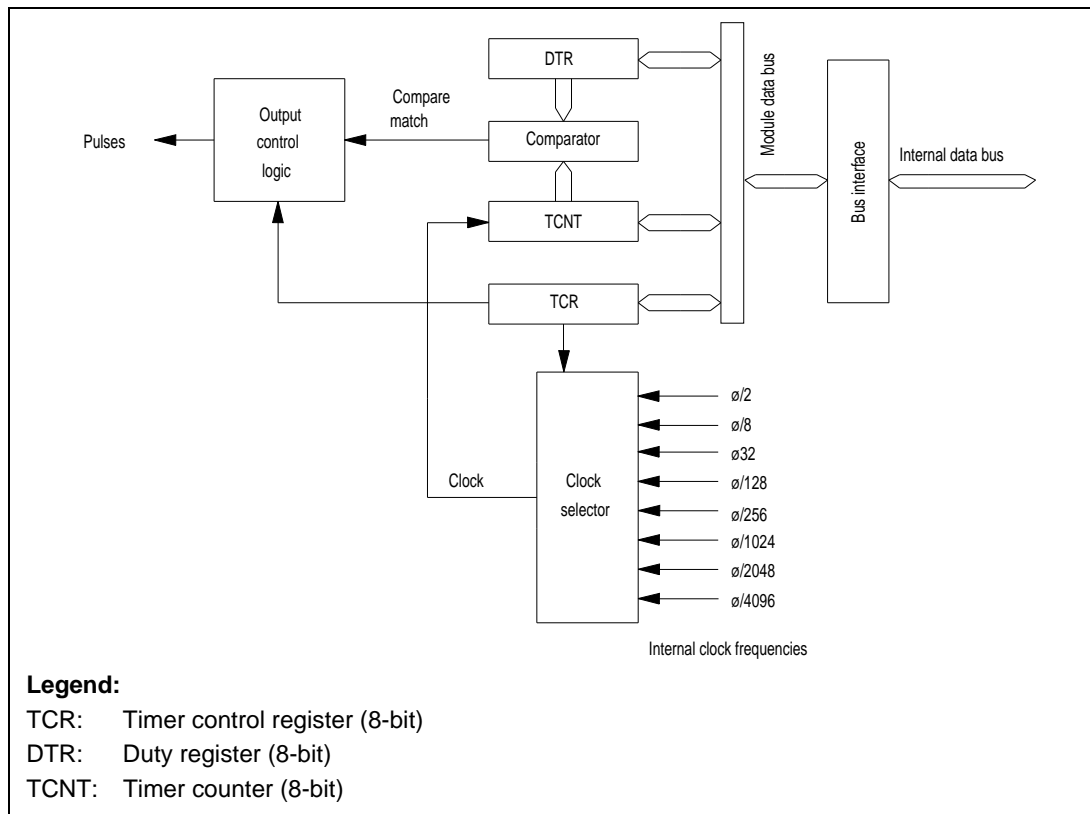 DTR
Compare
match
Output
control
logic
Pulses
Comparator
Module data bus
Bus interface
Internal data bus
TCNT
TCR
ø/2
ø/8
ø32
ø/128
Clock
Clock
selector
ø/256
ø/1024
ø/2048
ø/4096
Internal clock frequencies
Legend:
TCR: Timer control register (8-bit)
DTR: Duty register (8-bit)
TCNT: Timer counter (8-bit)